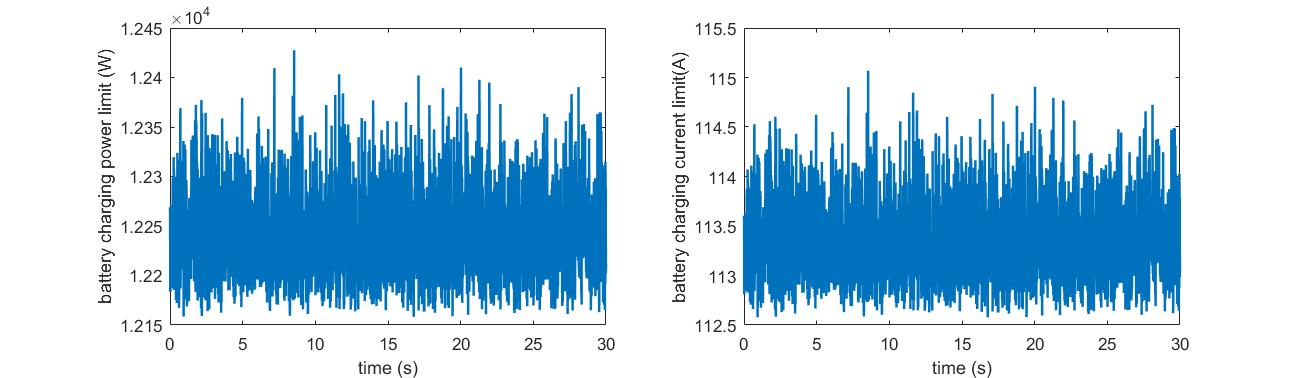 ×10⁴
1.245
1.24
1.235
1.23
1.225
1.22
1.215
battery charging power limit (W)
0 5 10 15 20 25 30
time (s)
115.5
115
114.5
114
113.5
113
112.5
battery charging current limit(A)
0 5 10 15 20 25 30
time (s)